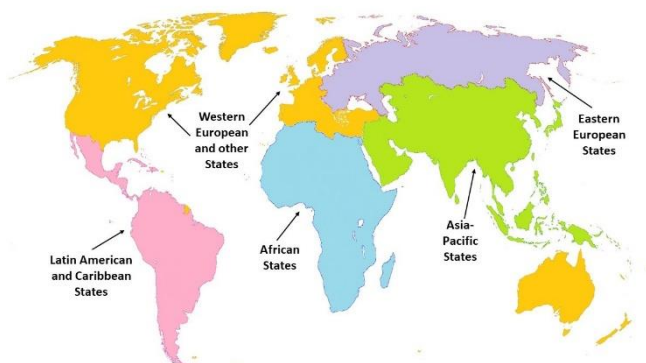 Western
European
and other
States
Eastern
European
States
Latin American
and Caribbean
States
African
States
Asia-
Pacific
States